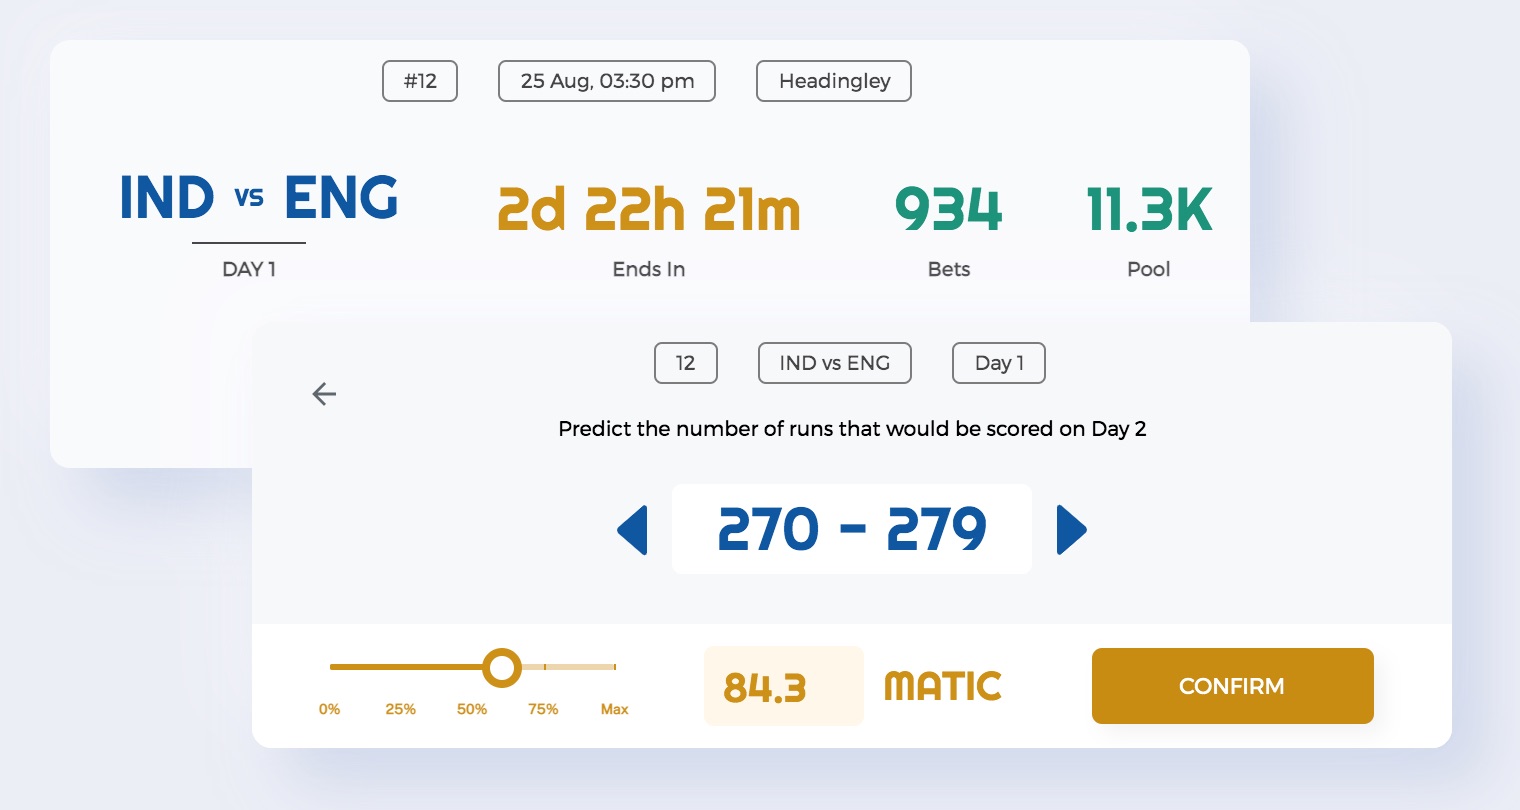 #12 25 Aug, 03:30 pm Headingley
IND vs ENG 2d 22h 21m 934 11.3K
DAY 1 Ends In Bets Pool
12 IND vs ENG Day 1
Predict the number of runs that would be scored on Day 2
270 - 279
84.3 MATIC CONFIRM
0% 25% 50% 75% Max